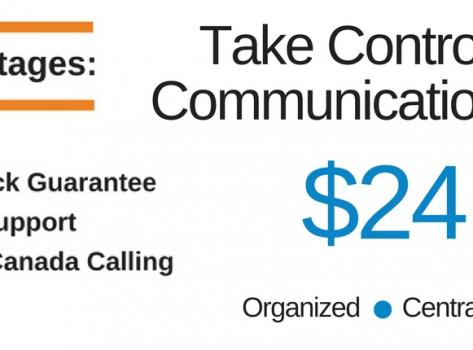 tages:
ck Guarantee
upport
Canada Calling
Take Contro
Communicatio
$24
Organized ● Centra